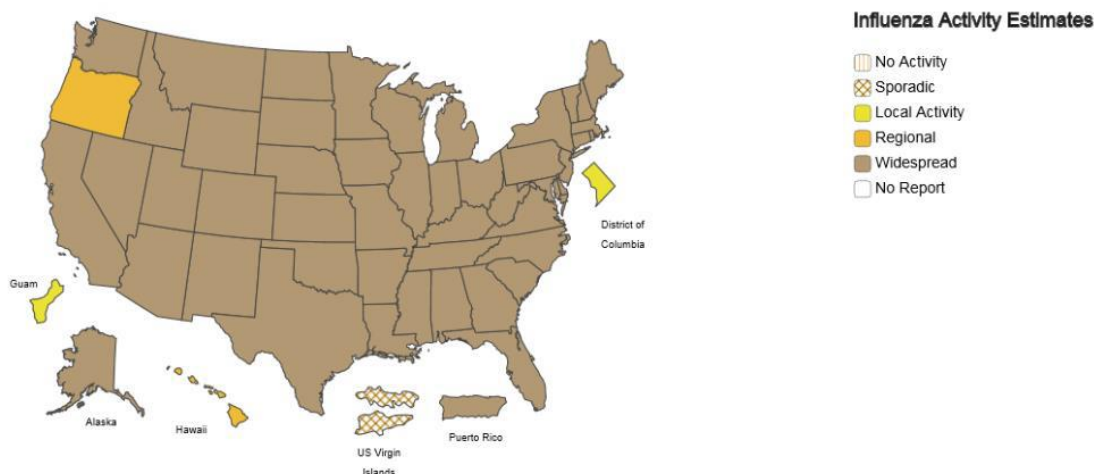 Influenza Activity Estimates
No Activity
Sporadic
Local Activity
Regional
Widespread
No Report
District of
Columbia
Guam
Alaska
Hawaii
US Virgin
Islands
Puerto Rico